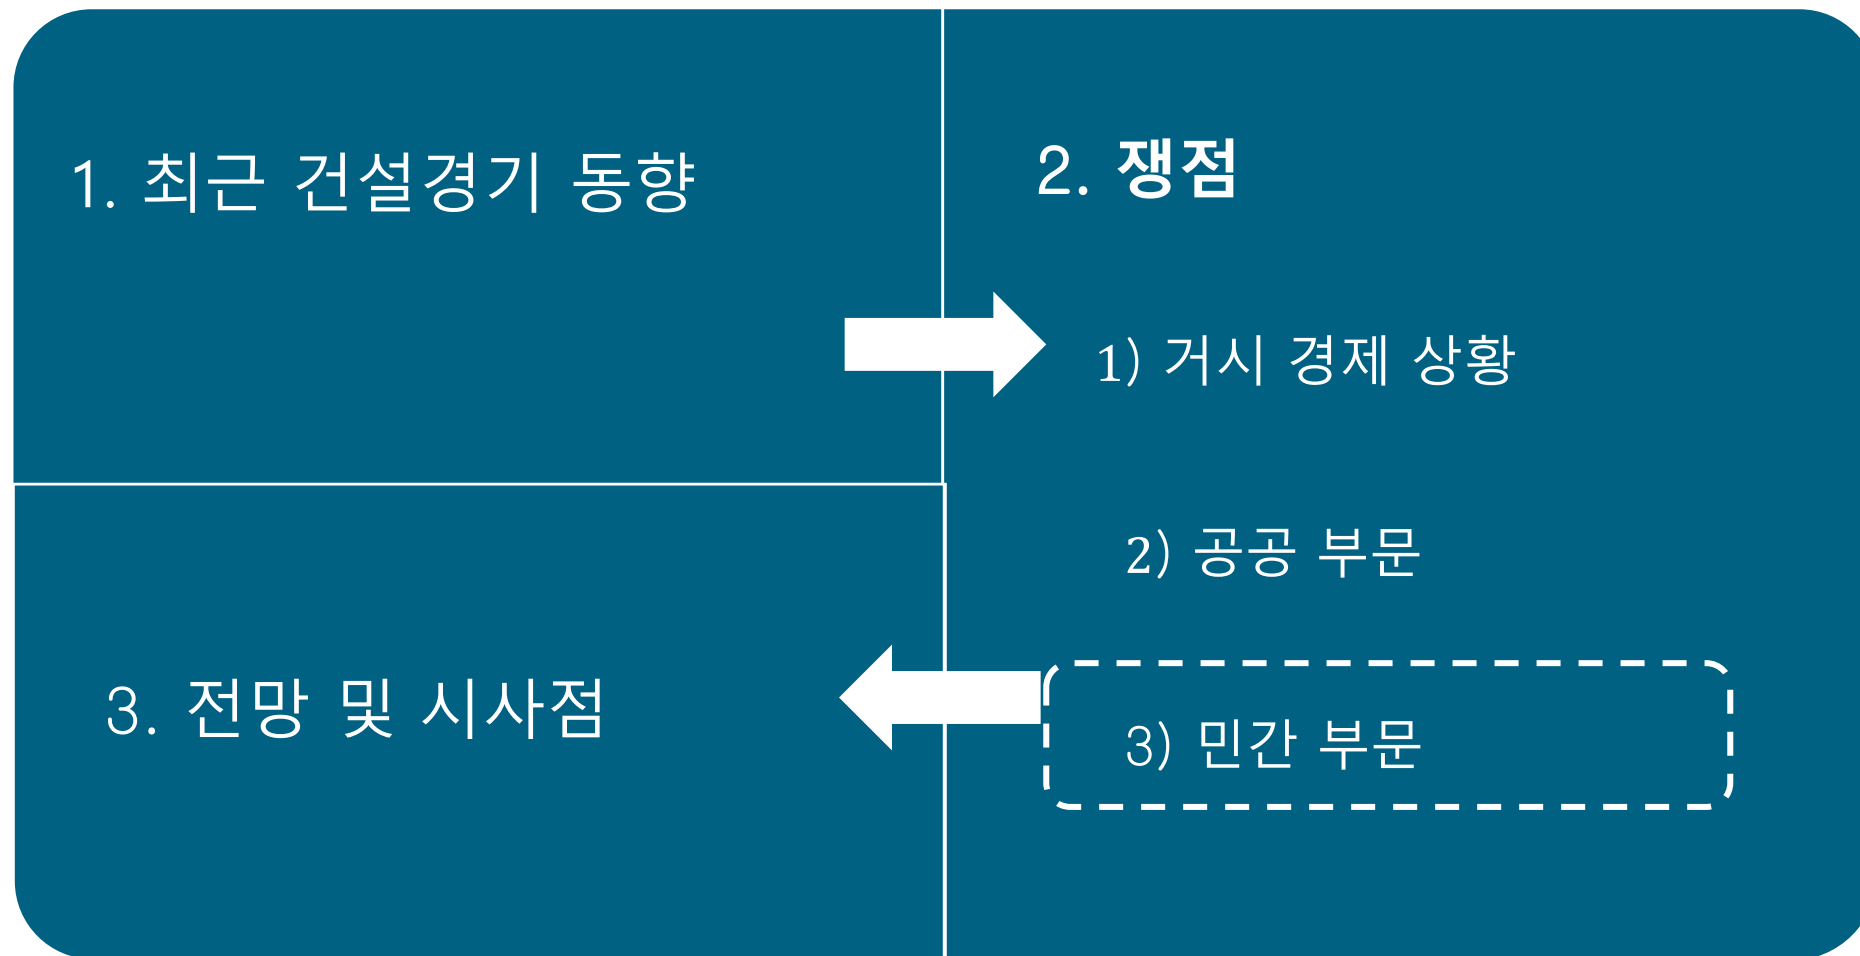 1. 최근 건설경기 동향
2. 쟁점
1) 거시 경제 상황
2) 공공 부문
3) 민간 부문
3. 전망 및 시사점